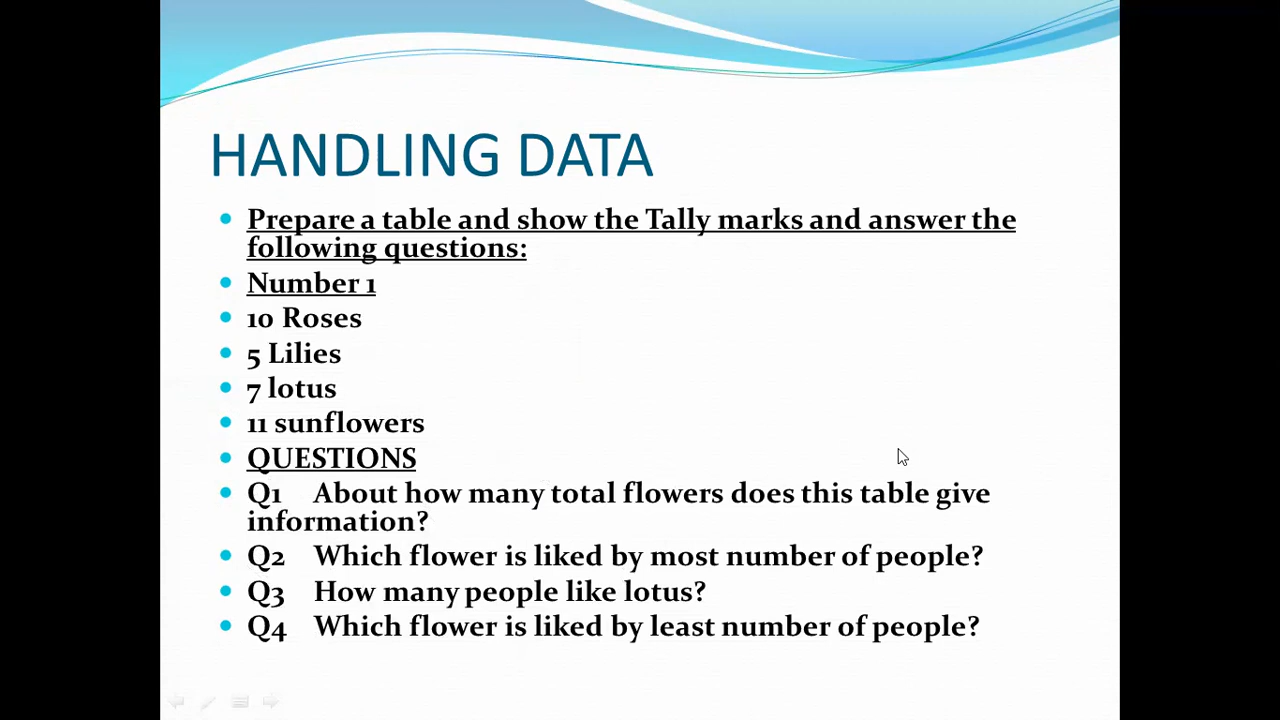 HANDLING DATA
Prepare a table and show the Tally marks and answer the
following questions:
Number 1
10 Roses
5 Lilies
7 lotus
11 sunflowers
QUESTIONS
Q1 About how many total flowers does this table give
information?
Q2 Which flower is liked by most number of people?
Q3 How many people like lotus?
Q4 Which flower is liked by least number of people?